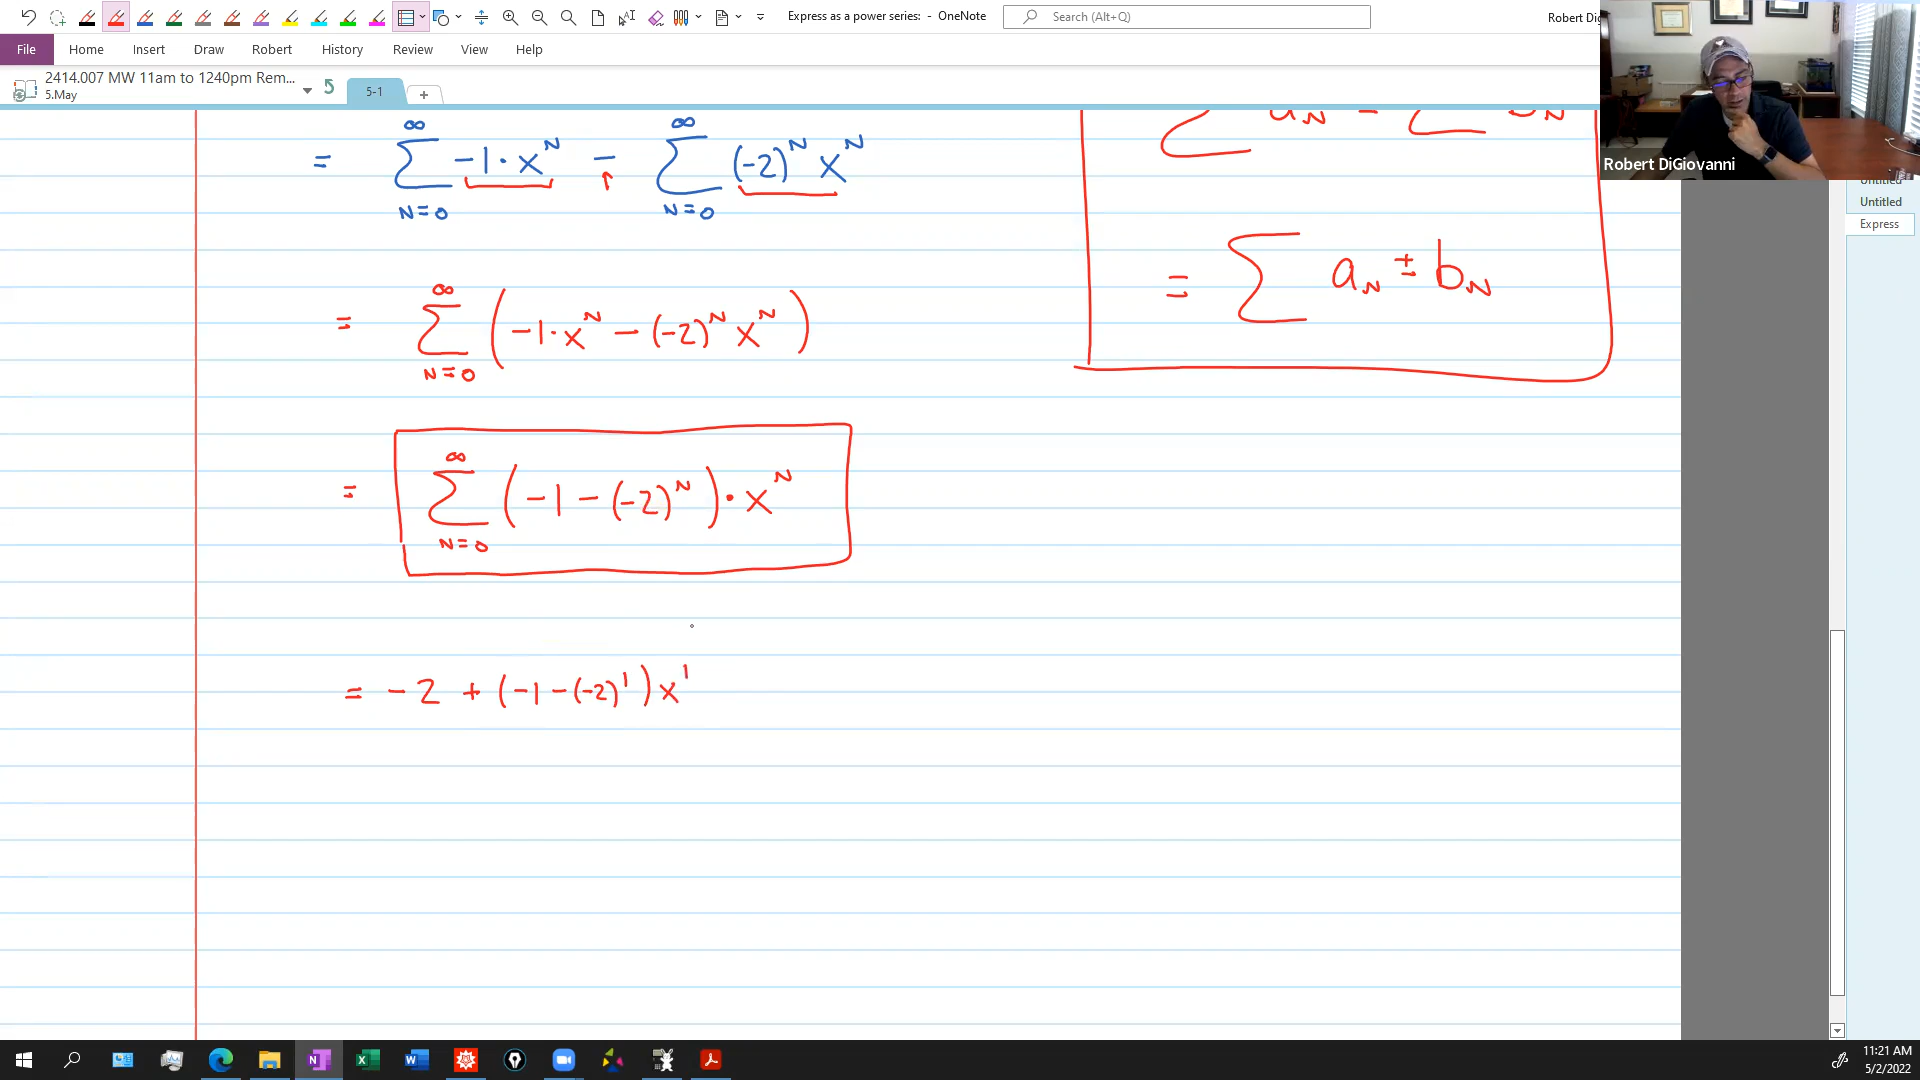 Express as a power series: - OneNote
Search (Alt+Q)
File Home Insert Draw Robert History Review View Help
2414.007 MW 11am to 1240pm Rem...
5.May
5-1
Robert DiGiovanni
Untitled
Express
= ∞ ∑ N=0 -1·x^N - ∞ ∑ N=0 (-2)^N x^N
= ∞ ∑ N=0 (-1·x^N - (-2)^N x^N)
= ∞ ∑ N=0 (-1-(-2)^N)·x^N
= -2 + (-1-(-2)^1)x^1
= ∑ a_N ± b_N
11:21 AM
5/2/2022